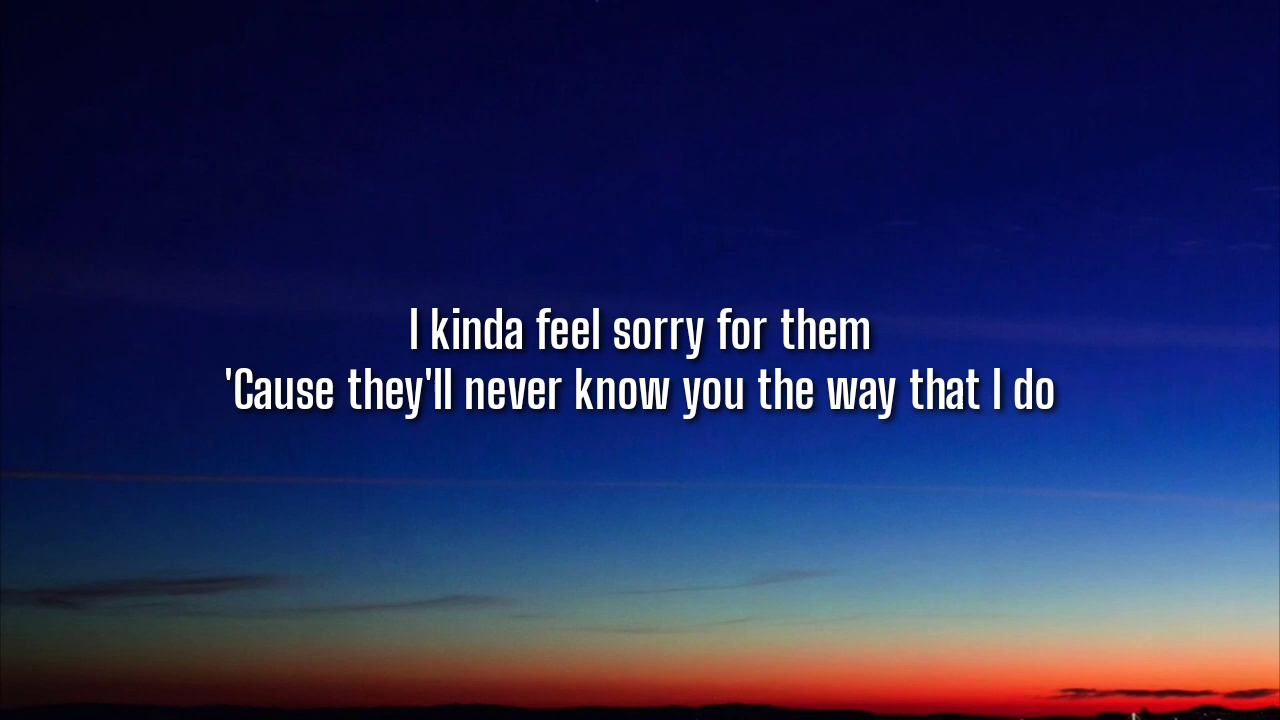 I kinda feel sorry for them
'Cause they'll never know you the way that I do